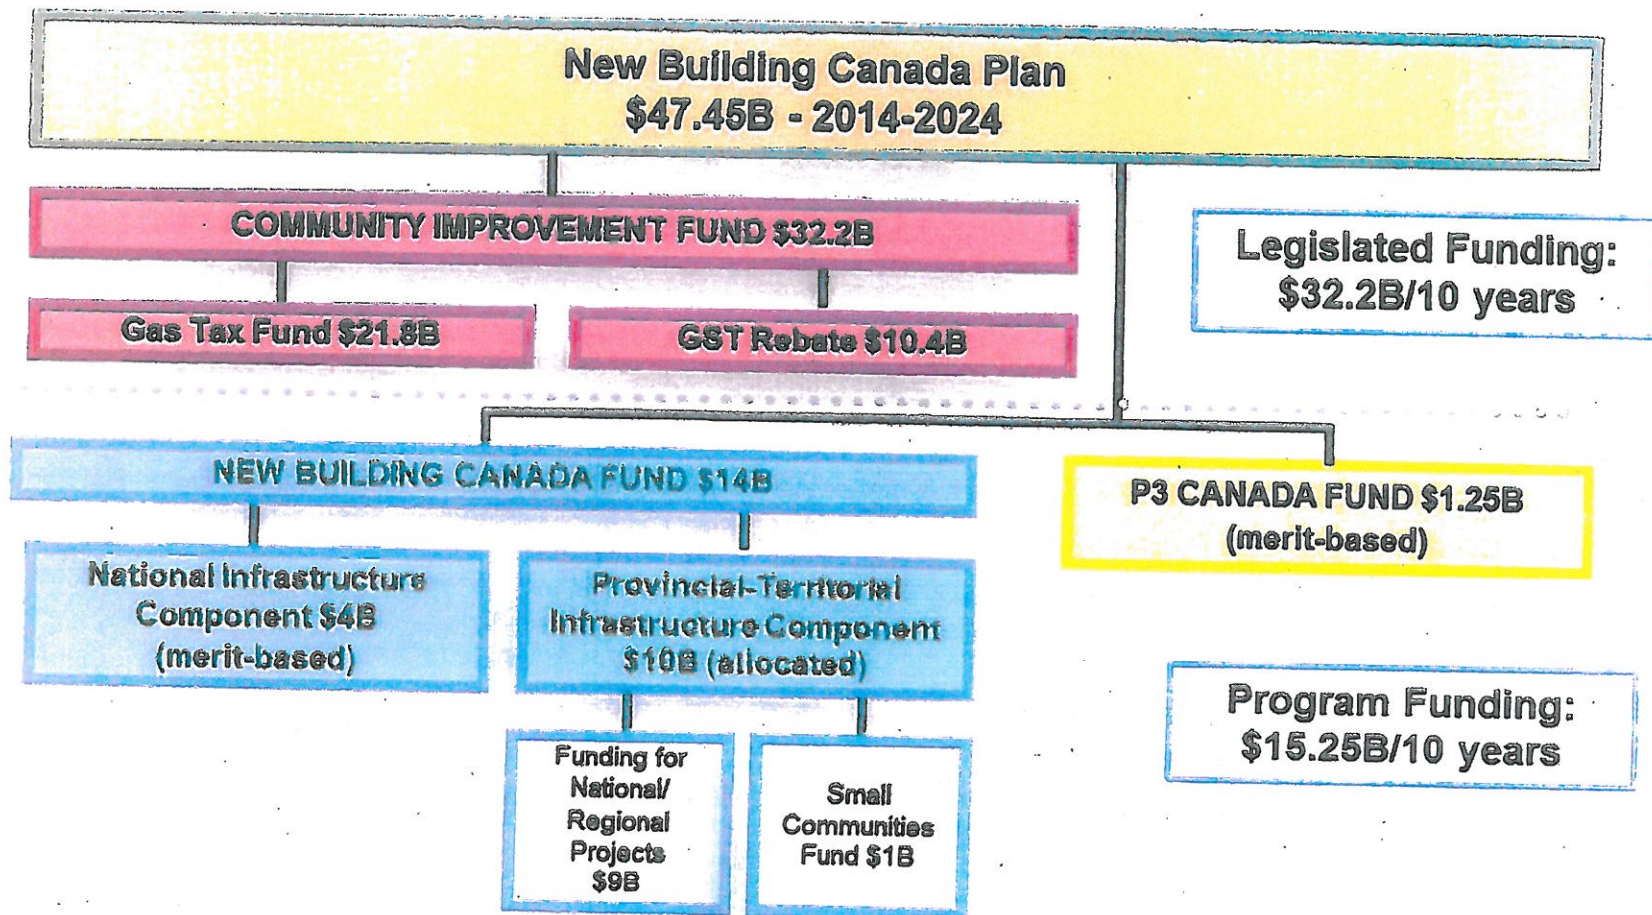 New Building Canada Plan
$47.45B - 2014-2024
COMMUNITY IMPROVEMENT FUND $32.2B
Legislated Funding:
$32.2B/10 years
Gas Tax Fund $21.8B
GST Rebate $10.4B
NEW BUILDING CANADA FUND $14B
P3 CANADA FUND $1.25B
(merit-based)
National Infrastructure
Component $4B
(merit-based)
Provincial-Territorial
Infrastructure Component
$10B (allocated)
Program Funding:
$15.25B/10 years
Funding for
National/
Regional
Projects
$9B
Small
Communities
Fund $1B